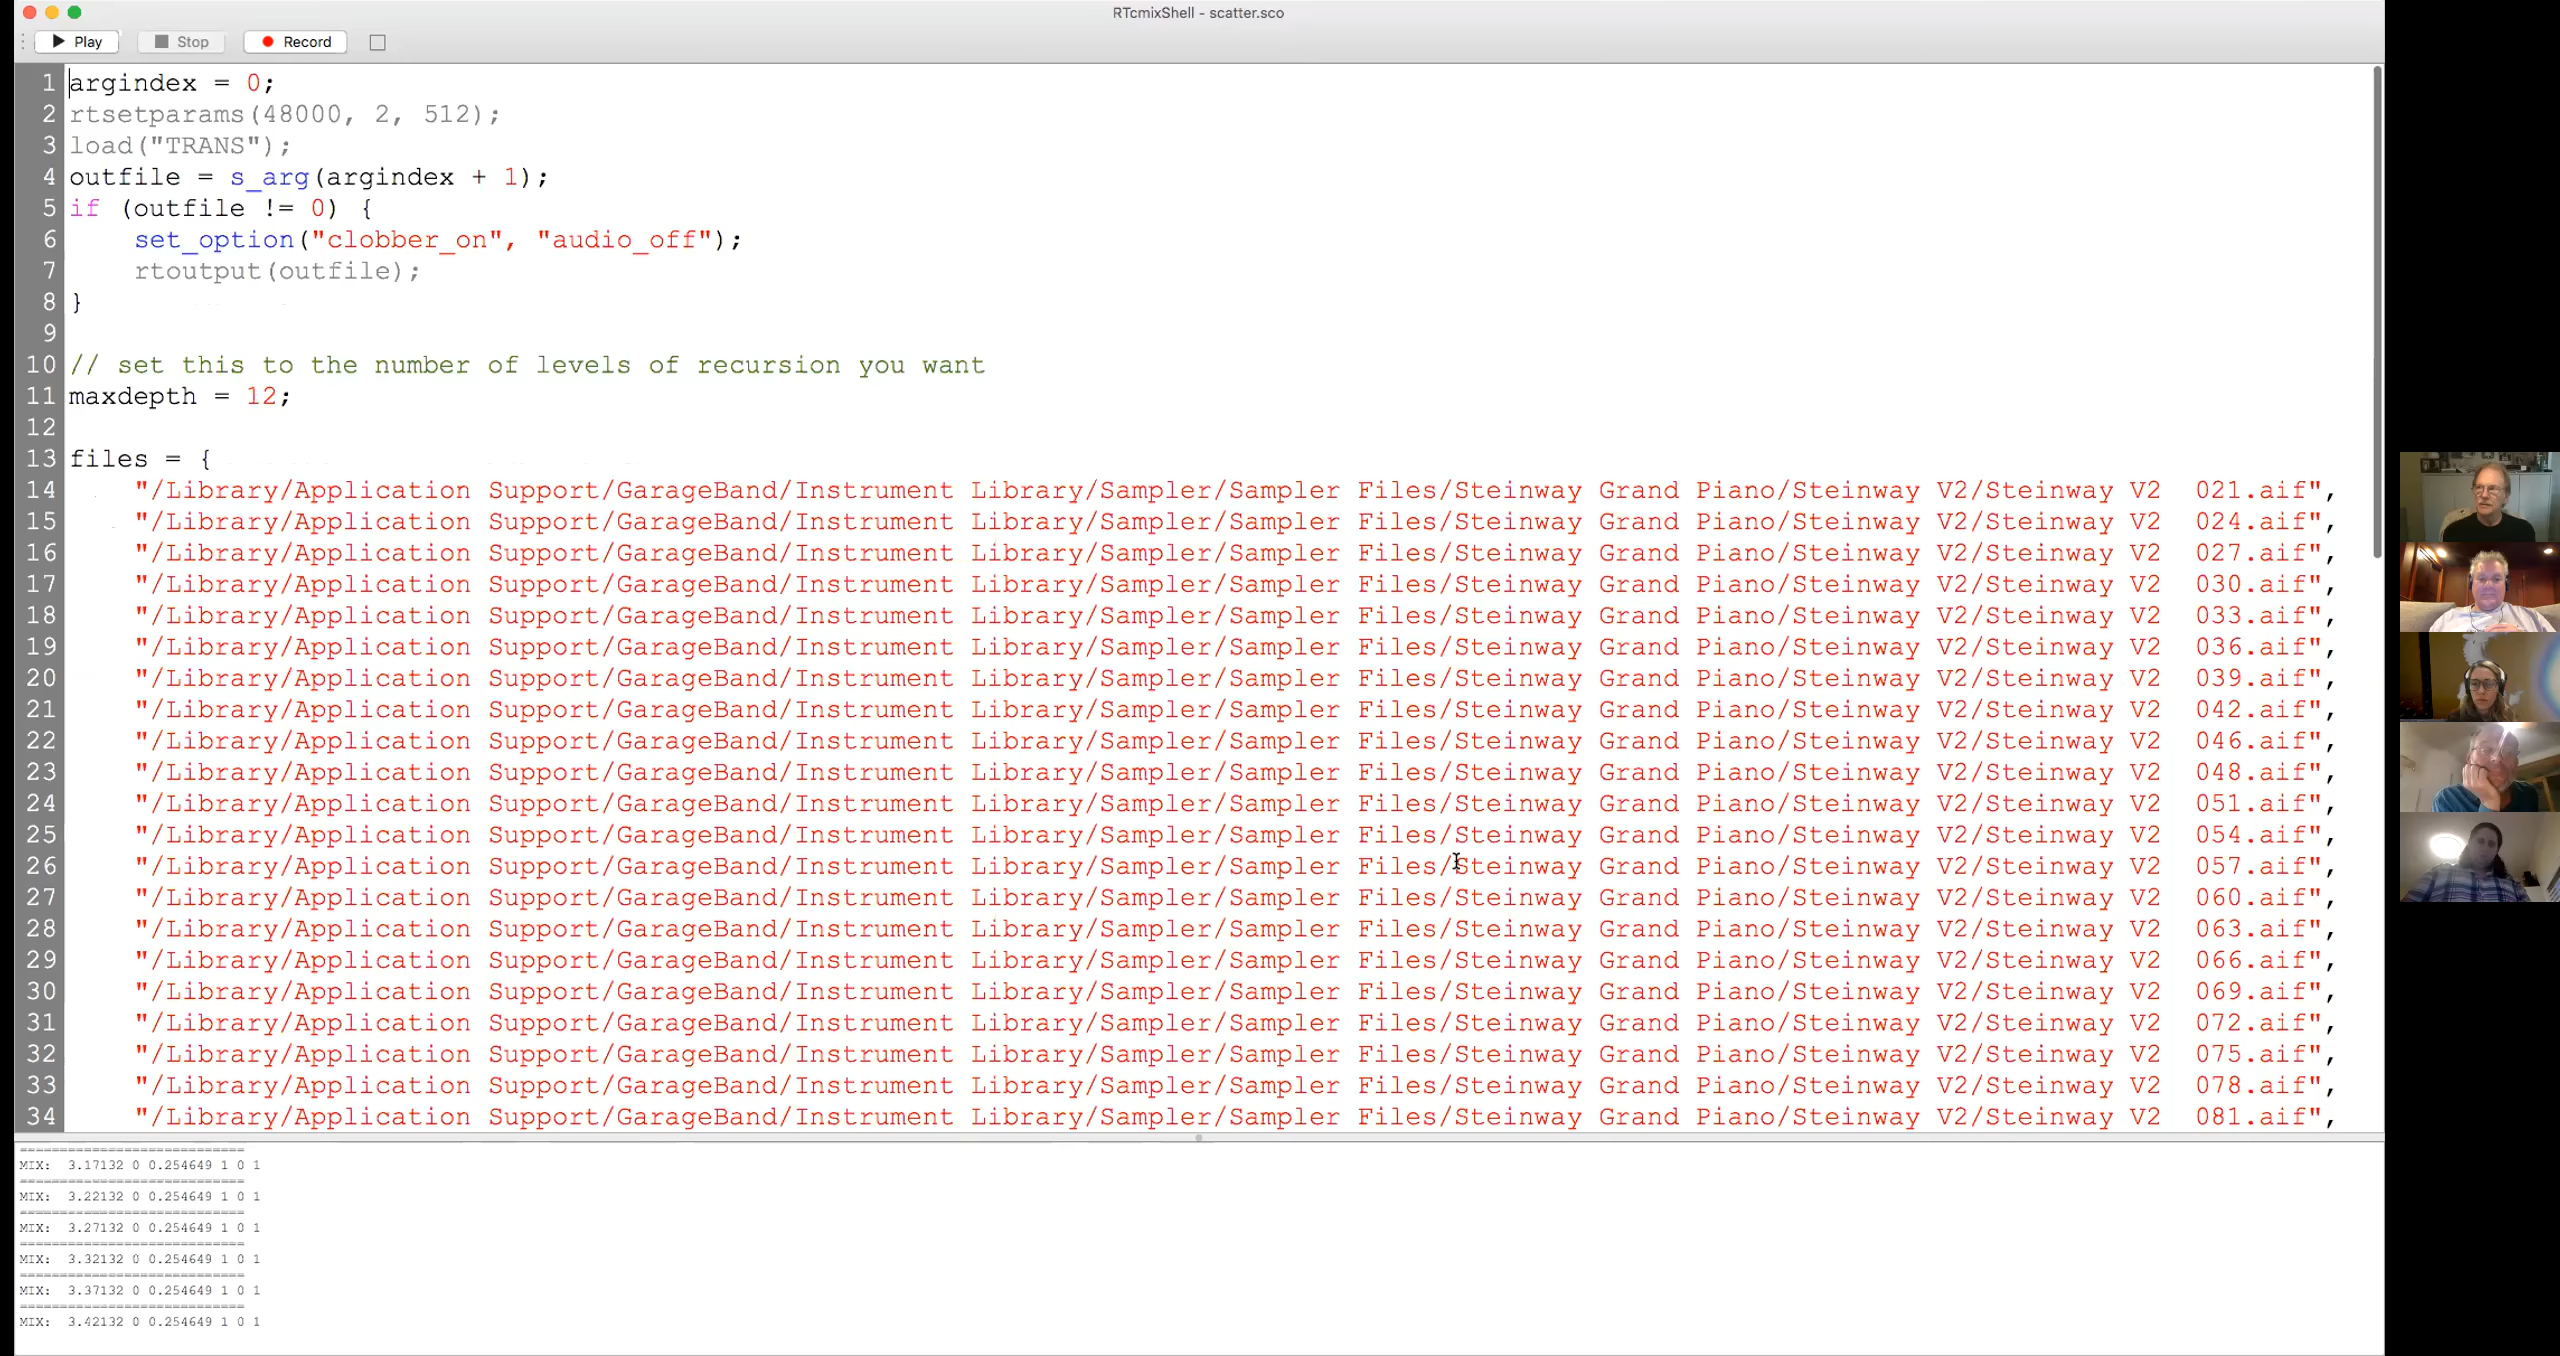 RTcmixShell - scatter.sco
Play Stop Record
1 argindex = 0;
2 rtsetparams(48000, 2, 512);
3 load("TRANS");
4 outfile = s_arg(argindex + 1);
5 if (outfile != 0) {
6 set_option("clobber_on", "audio_off");
7 rtoutput(outfile);
8 }
9
10 // set this to the number of levels of recursion you want
11 maxdepth = 12;
12
13 files = {
14 "/Library/Application Support/GarageBand/Instrument Library/Sampler/Sampler Files/Steinway Grand Piano/Steinway V2/Steinway V2  021.aif",
15 "/Library/Application Support/GarageBand/Instrument Library/Sampler/Sampler Files/Steinway Grand Piano/Steinway V2/Steinway V2  024.aif",
16 "/Library/Application Support/GarageBand/Instrument Library/Sampler/Sampler Files/Steinway Grand Piano/Steinway V2/Steinway V2  027.aif",
17 "/Library/Application Support/GarageBand/Instrument Library/Sampler/Sampler Files/Steinway Grand Piano/Steinway V2/Steinway V2  030.aif",
18 "/Library/Application Support/GarageBand/Instrument Library/Sampler/Sampler Files/Steinway Grand Piano/Steinway V2/Steinway V2  033.aif",
19 "/Library/Application Support/GarageBand/Instrument Library/Sampler/Sampler Files/Steinway Grand Piano/Steinway V2/Steinway V2  036.aif",
20 "/Library/Application Support/GarageBand/Instrument Library/Sampler/Sampler Files/Steinway Grand Piano/Steinway V2/Steinway V2  039.aif",
21 "/Library/Application Support/GarageBand/Instrument Library/Sampler/Sampler Files/Steinway Grand Piano/Steinway V2/Steinway V2  042.aif",
22 "/Library/Application Support/GarageBand/Instrument Library/Sampler/Sampler Files/Steinway Grand Piano/Steinway V2/Steinway V2  046.aif",
23 "/Library/Application Support/GarageBand/Instrument Library/Sampler/Sampler Files/Steinway Grand Piano/Steinway V2/Steinway V2  048.aif",
24 "/Library/Application Support/GarageBand/Instrument Library/Sampler/Sampler Files/Steinway Grand Piano/Steinway V2/Steinway V2  051.aif",
25 "/Library/Application Support/GarageBand/Instrument Library/Sampler/Sampler Files/Steinway Grand Piano/Steinway V2/Steinway V2  054.aif",
26 "/Library/Application Support/GarageBand/Instrument Library/Sampler/Sampler Files/Steinway Grand Piano/Steinway V2/Steinway V2  057.aif",
27 "/Library/Application Support/GarageBand/Instrument Library/Sampler/Sampler Files/Steinway Grand Piano/Steinway V2/Steinway V2  060.aif",
28 "/Library/Application Support/GarageBand/Instrument Library/Sampler/Sampler Files/Steinway Grand Piano/Steinway V2/Steinway V2  063.aif",
29 "/Library/Application Support/GarageBand/Instrument Library/Sampler/Sampler Files/Steinway Grand Piano/Steinway V2/Steinway V2  066.aif",
30 "/Library/Application Support/GarageBand/Instrument Library/Sampler/Sampler Files/Steinway Grand Piano/Steinway V2/Steinway V2  069.aif",
31 "/Library/Application Support/GarageBand/Instrument Library/Sampler/Sampler Files/Steinway Grand Piano/Steinway V2/Steinway V2  072.aif",
32 "/Library/Application Support/GarageBand/Instrument Library/Sampler/Sampler Files/Steinway Grand Piano/Steinway V2/Steinway V2  075.aif",
33 "/Library/Application Support/GarageBand/Instrument Library/Sampler/Sampler Files/Steinway Grand Piano/Steinway V2/Steinway V2  078.aif",
34 "/Library/Application Support/GarageBand/Instrument Library/Sampler/Sampler Files/Steinway Grand Piano/Steinway V2/Steinway V2  081.aif",
============================
MIX:  3.17132 0 0.254649 1 0 1
============================
MIX:  3.22132 0 0.254649 1 0 1
============================
MIX:  3.27132 0 0.254649 1 0 1
============================
MIX:  3.32132 0 0.254649 1 0 1
============================
MIX:  3.37132 0 0.254649 1 0 1
============================
MIX:  3.42132 0 0.254649 1 0 1